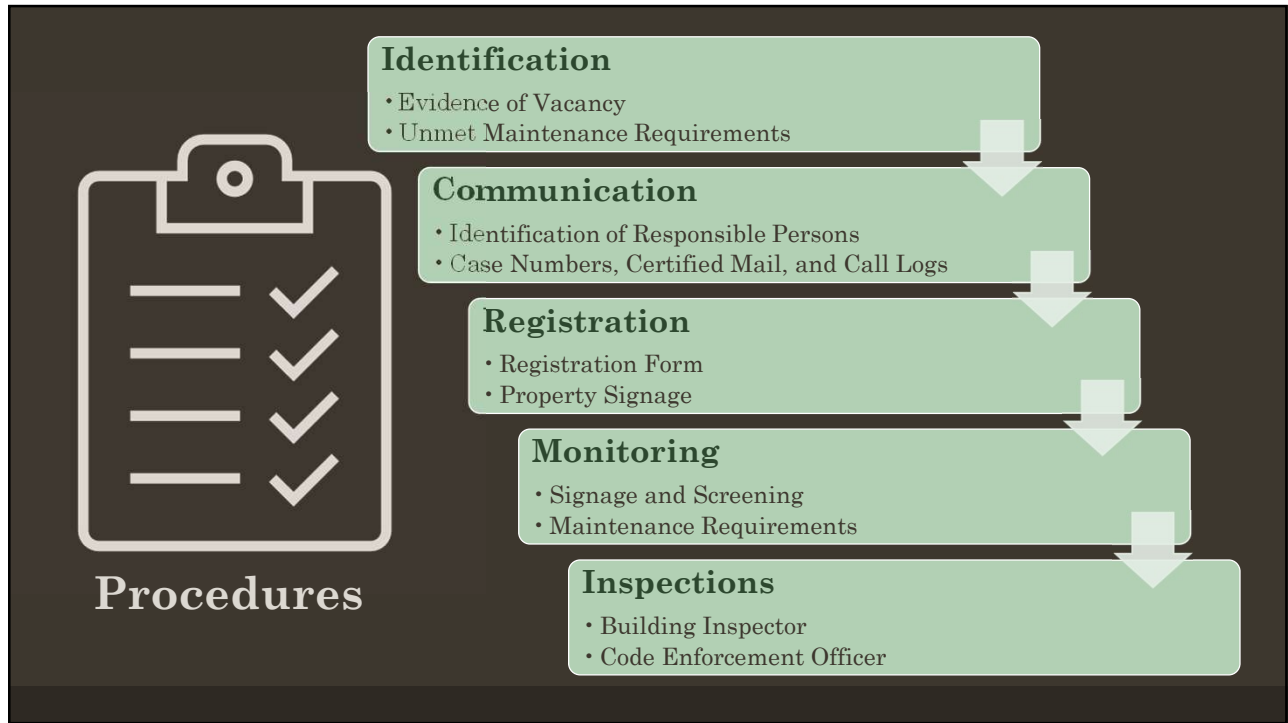 Identification
• Evidence of Vacancy
• Unmet Maintenance Requirements
Communication
• Identification of Responsible Persons
• Case Numbers, Certified Mail, and Call Logs
Registration
• Registration Form
• Property Signage
Monitoring
• Signage and Screening
• Maintenance Requirements
Inspections
• Building Inspector
• Code Enforcement Officer
Procedures